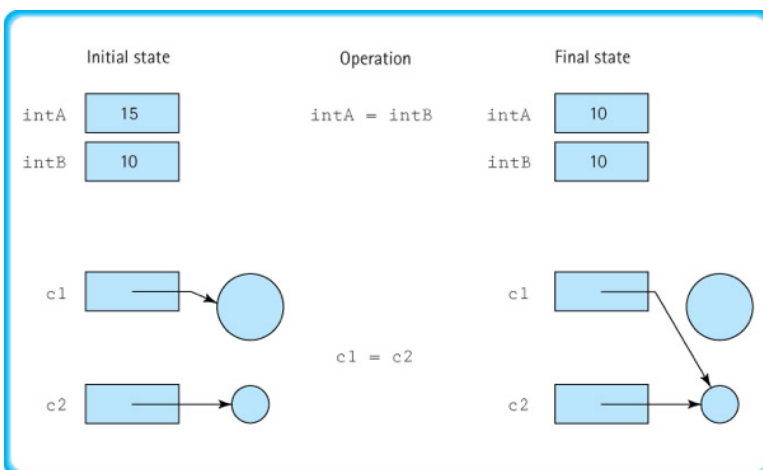 Initial state Operation Final state
intA 15 intA = intB intA 10
intB 10 intB 10
c1 c1
c1 = c2
c2 c2